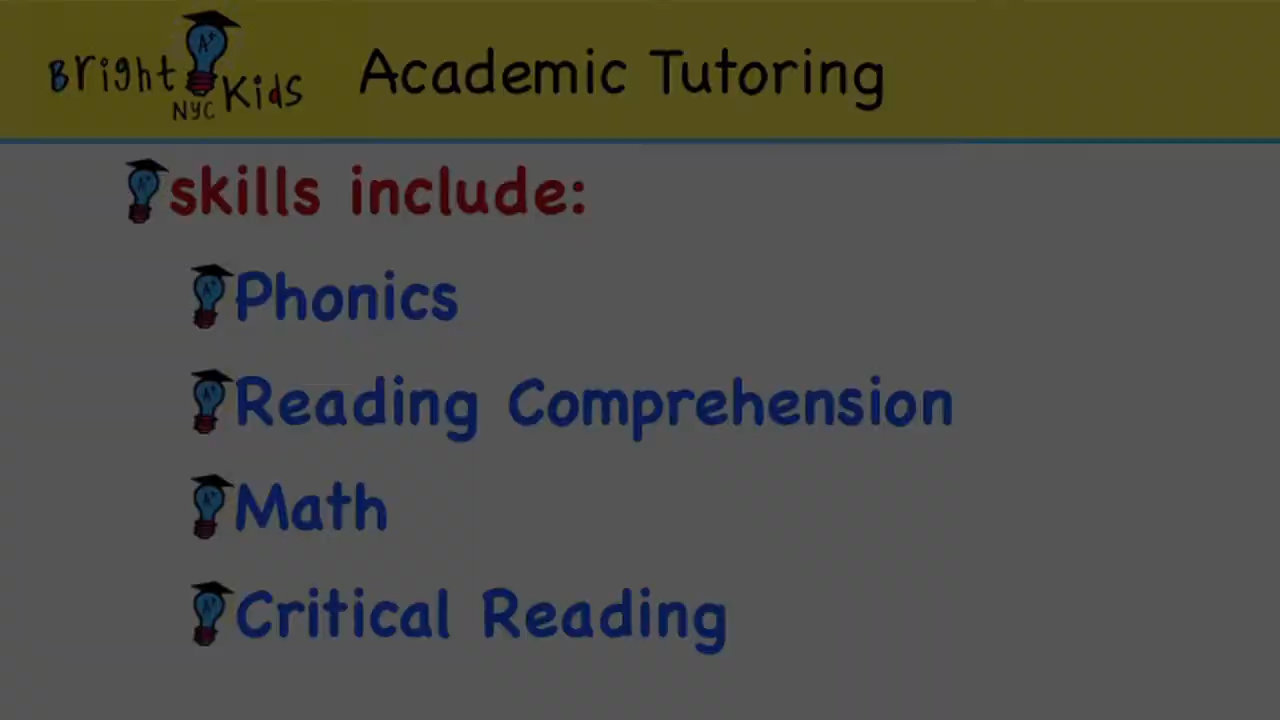 Bright Kids
NYC
A+
Academic Tutoring
skills include:
Phonics
Reading Comprehension
Math
Critical Reading